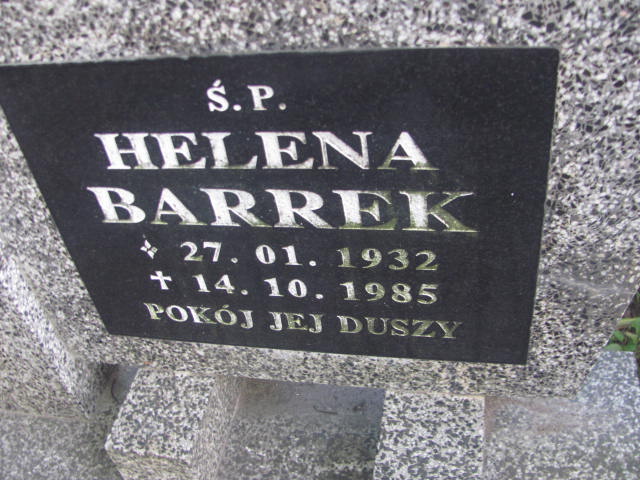 Ś.P.
HELENA
BARREK
27.01.1932
✝ 14.10.1985
POKÓJ JEJ DUSZY